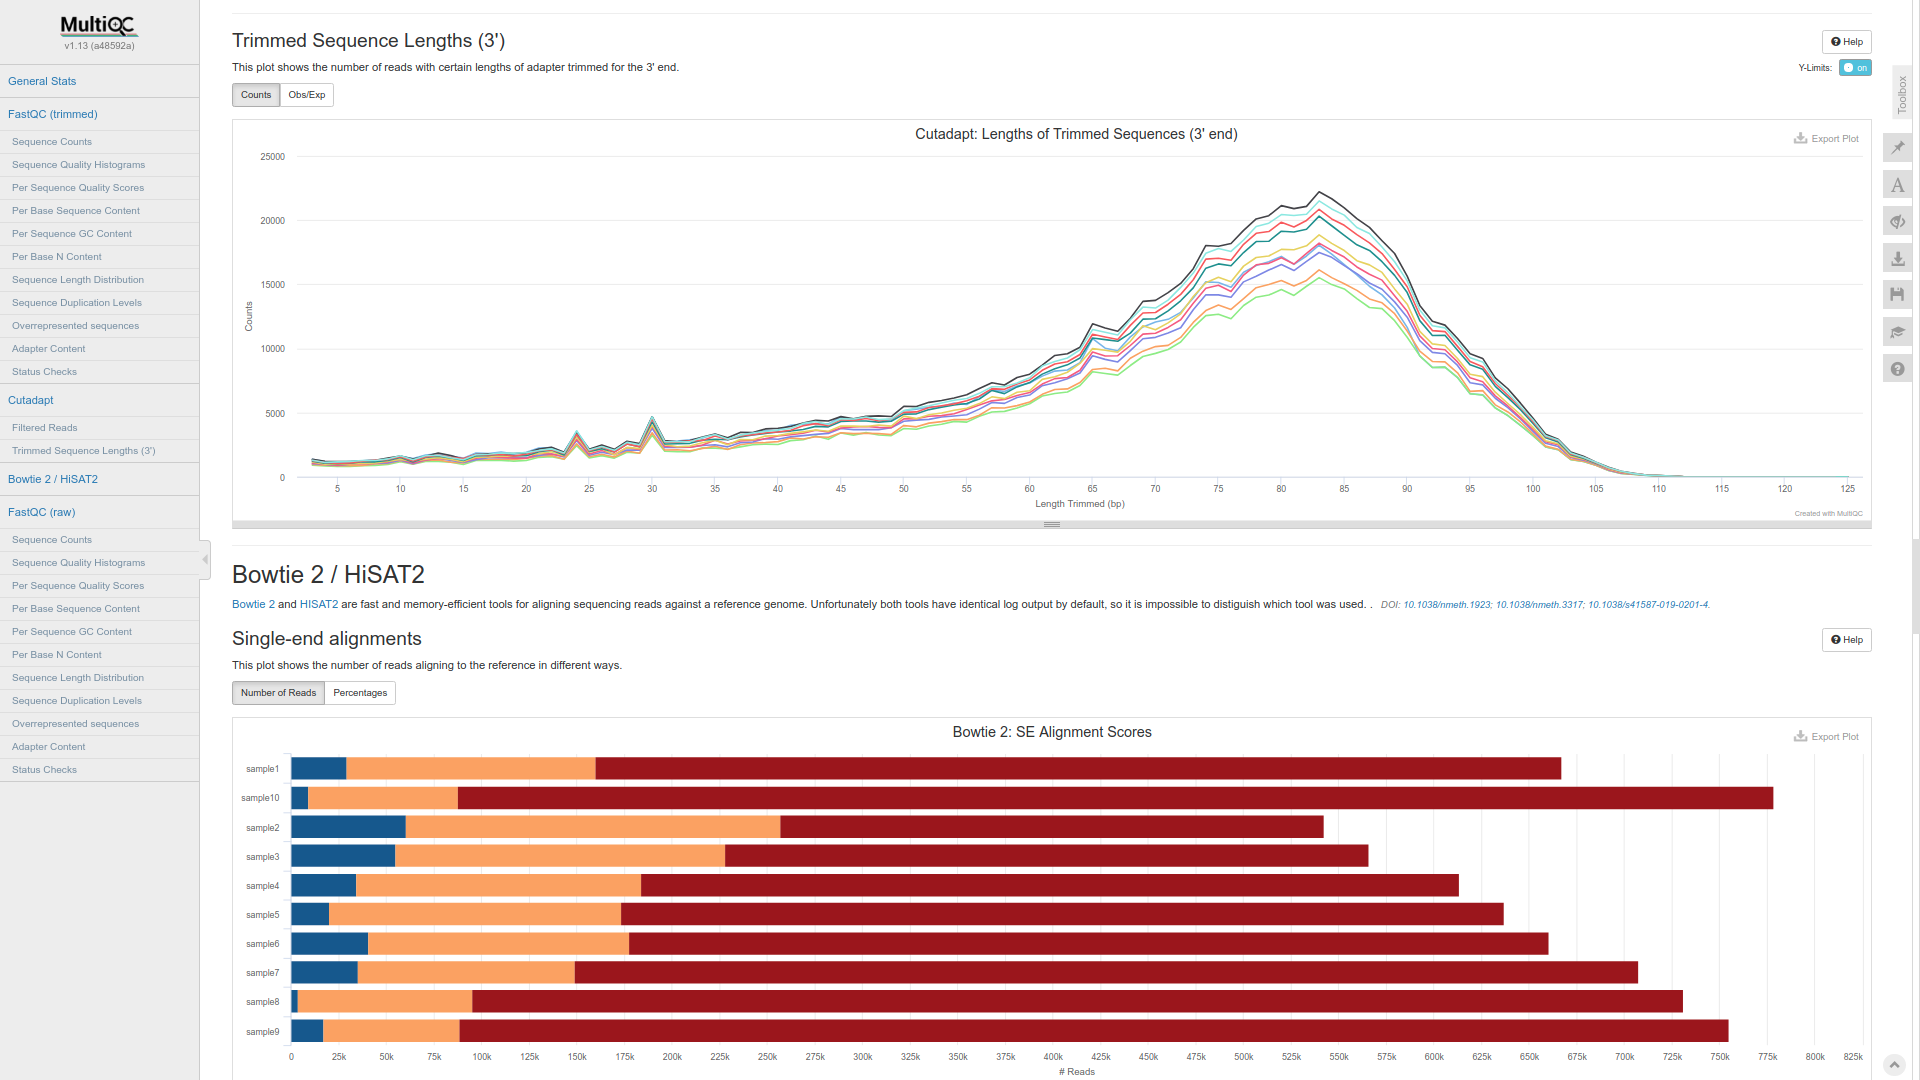 MultiQC
v1.13 (a48592a)
General Stats
FastQC (trimmed)
Sequence Counts
Sequence Quality Histograms
Per Sequence Quality Scores
Per Base Sequence Content
Per Sequence GC Content
Per Base N Content
Sequence Length Distribution
Sequence Duplication Levels
Overrepresented sequences
Adapter Content
Status Checks
Cutadapt
Filtered Reads
Trimmed Sequence Lengths (3')
Bowtie 2 / HiSAT2
FastQC (raw)
Sequence Counts
Sequence Quality Histograms
Per Sequence Quality Scores
Per Base Sequence Content
Per Sequence GC Content
Per Base N Content
Sequence Length Distribution
Sequence Duplication Levels
Overrepresented sequences
Adapter Content
Status Checks
Trimmed Sequence Lengths (3')
Help
This plot shows the number of reads with certain lengths of adapter trimmed for the 3' end.
Y-Limits: on
Counts Obs/Exp
Toolbox
Cutadapt: Lengths of Trimmed Sequences (3' end)
Export Plot
25000
20000
15000
10000
5000
0
Counts
5 10 15 20 25 30 35 40 45 50 55 60 65 70 75 80 85 90 95 100 105 110 115 120 125
Length Trimmed (bp)
Created with MultiQC
Bowtie 2 / HiSAT2
Bowtie 2 and HISAT2 are fast and memory-efficient tools for aligning sequencing reads against a reference genome. Unfortunately both tools have identical log output by default, so it is impossible to distiguish which tool was used. . DOI: 10.1038/nmeth.1923; 10.1038/nmeth.3317; 10.1038/s41587-019-0201-4.
Single-end alignments
Help
This plot shows the number of reads aligning to the reference in different ways.
Number of Reads Percentages
Bowtie 2: SE Alignment Scores
Export Plot
sample1
sample10
sample2
sample3
sample4
sample5
sample6
sample7
sample8
sample9
0 25k 50k 75k 100k 125k 150k 175k 200k 225k 250k 275k 300k 325k 350k 375k 400k 425k 450k 475k 500k 525k 550k 575k 600k 625k 650k 675k 700k 725k 750k 775k 800k 825k
# Reads